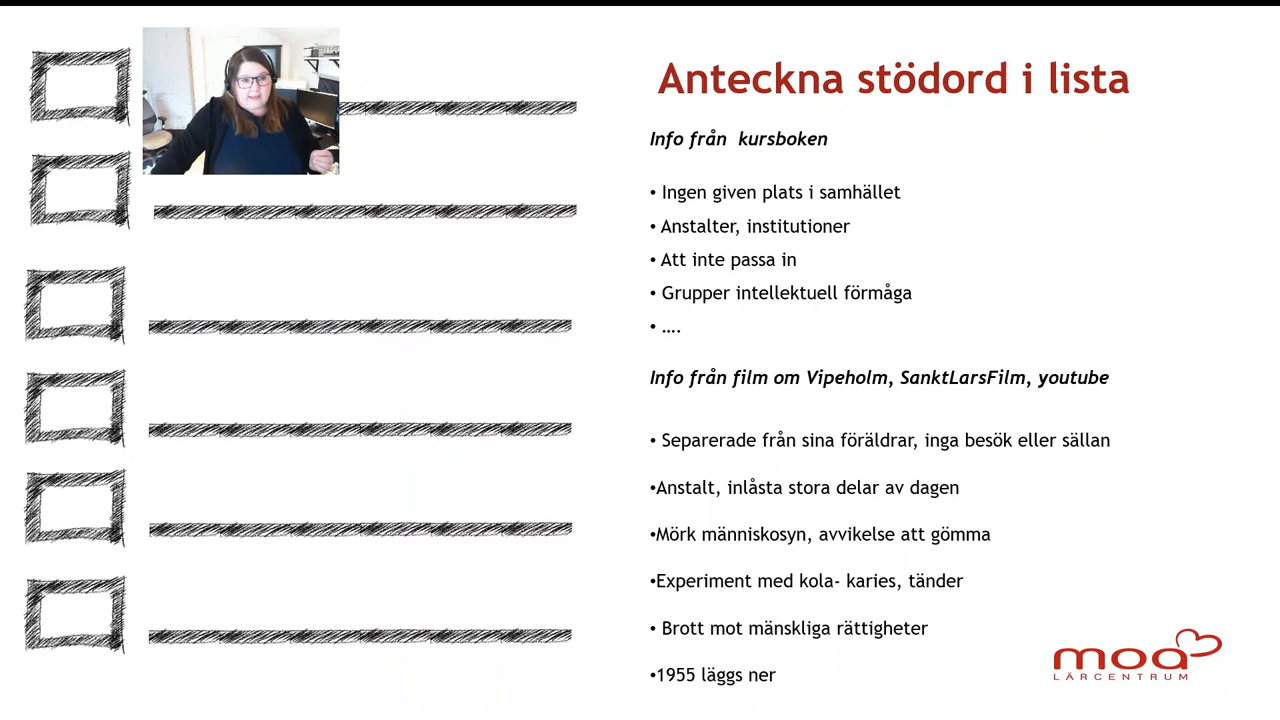 Anteckna stödord i lista
Info från  kursboken
• Ingen given plats i samhället
• Anstalter, institutioner
• Att inte passa in
• Grupper intellektuell förmåga
• ….
Info från film om Vipeholm, SanktLarsFilm, youtube
• Separerade från sina föräldrar, inga besök eller sällan
•Anstalt, inlåsta stora delar av dagen
•Mörk människosyn, avvikelse att gömma
•Experiment med kola- karies, tänder
• Brott mot mänskliga rättigheter
•1955 läggs ner
moa
LÄRCENTRUM